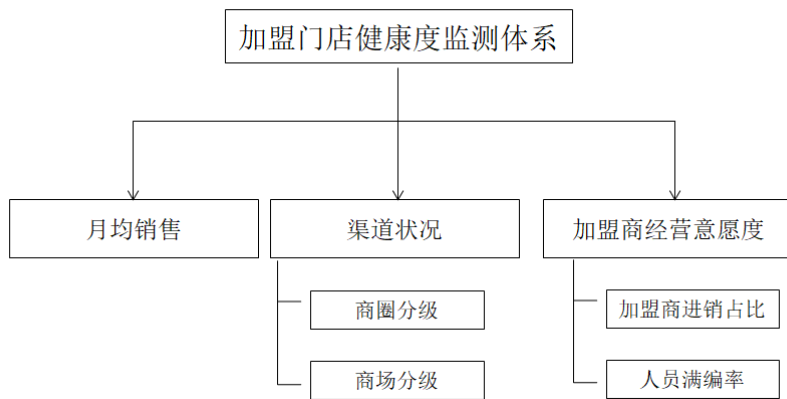 加盟门店健康度监测体系
月均销售
渠道状况
加盟商经营意愿度
商圈分级
加盟商进销占比
商场分级
人员满编率